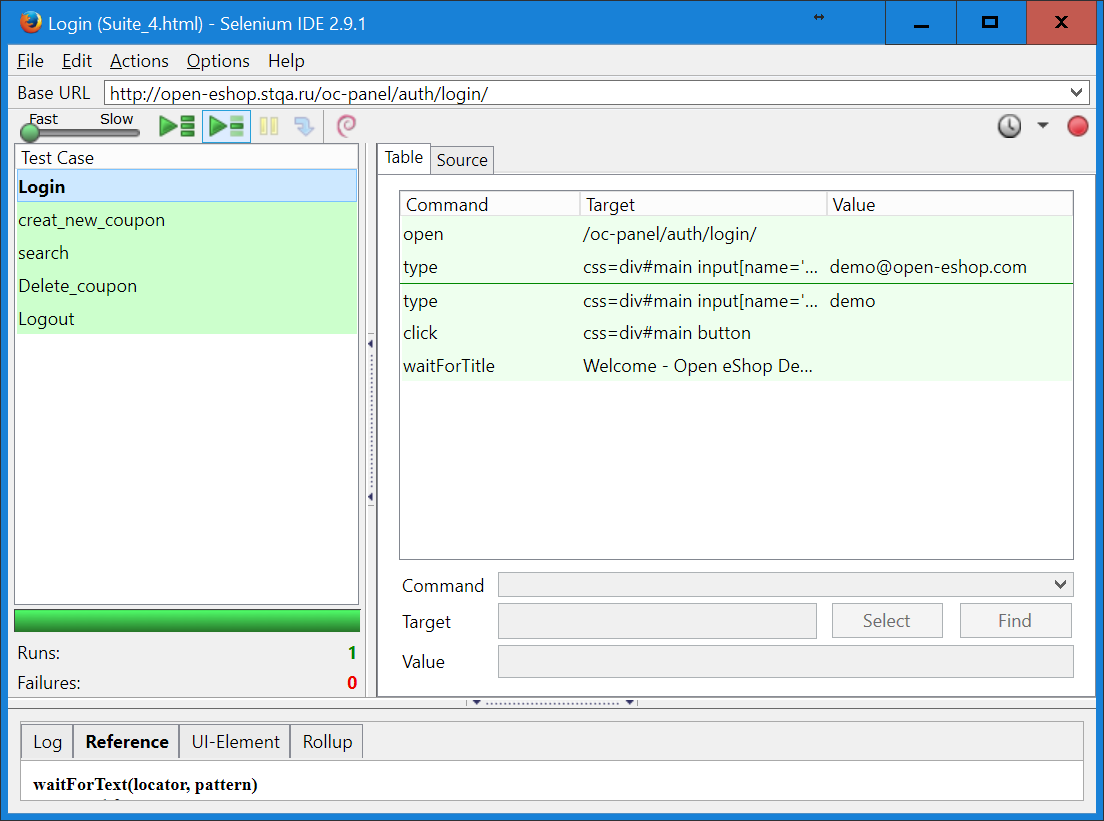 Login (Suite_4.html) - Selenium IDE 2.9.1
File Edit Actions Options Help
Base URL http://open-eshop.stqa.ru/oc-panel/auth/login/
Fast Slow
Test Case
Login
creat_new_coupon
search
Delete_coupon
Logout
Runs: 1
Failures: 0
Table Source
Command Target Value
open /oc-panel/auth/login/
type css=div#main input[name='... demo@open-eshop.com
type css=div#main input[name='... demo
click css=div#main button
waitForTitle Welcome - Open eShop De...
Command
Target Select Find
Value
Log Reference UI-Element Rollup
waitForText(locator, pattern)